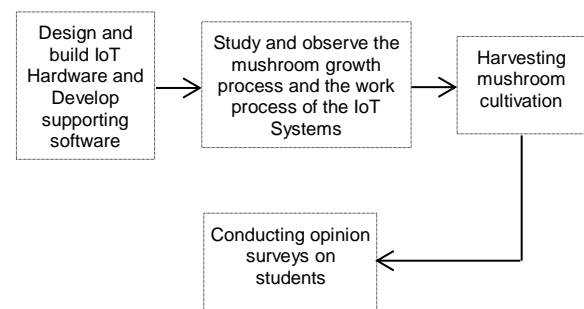 Design and
build IoT
Hardware and
Develop
supporting
software
Study and observe the
mushroom growth
process and the work
process of the IoT
Systems
Harvesting
mushroom
cultivation
Conducting opinion
surveys on
students